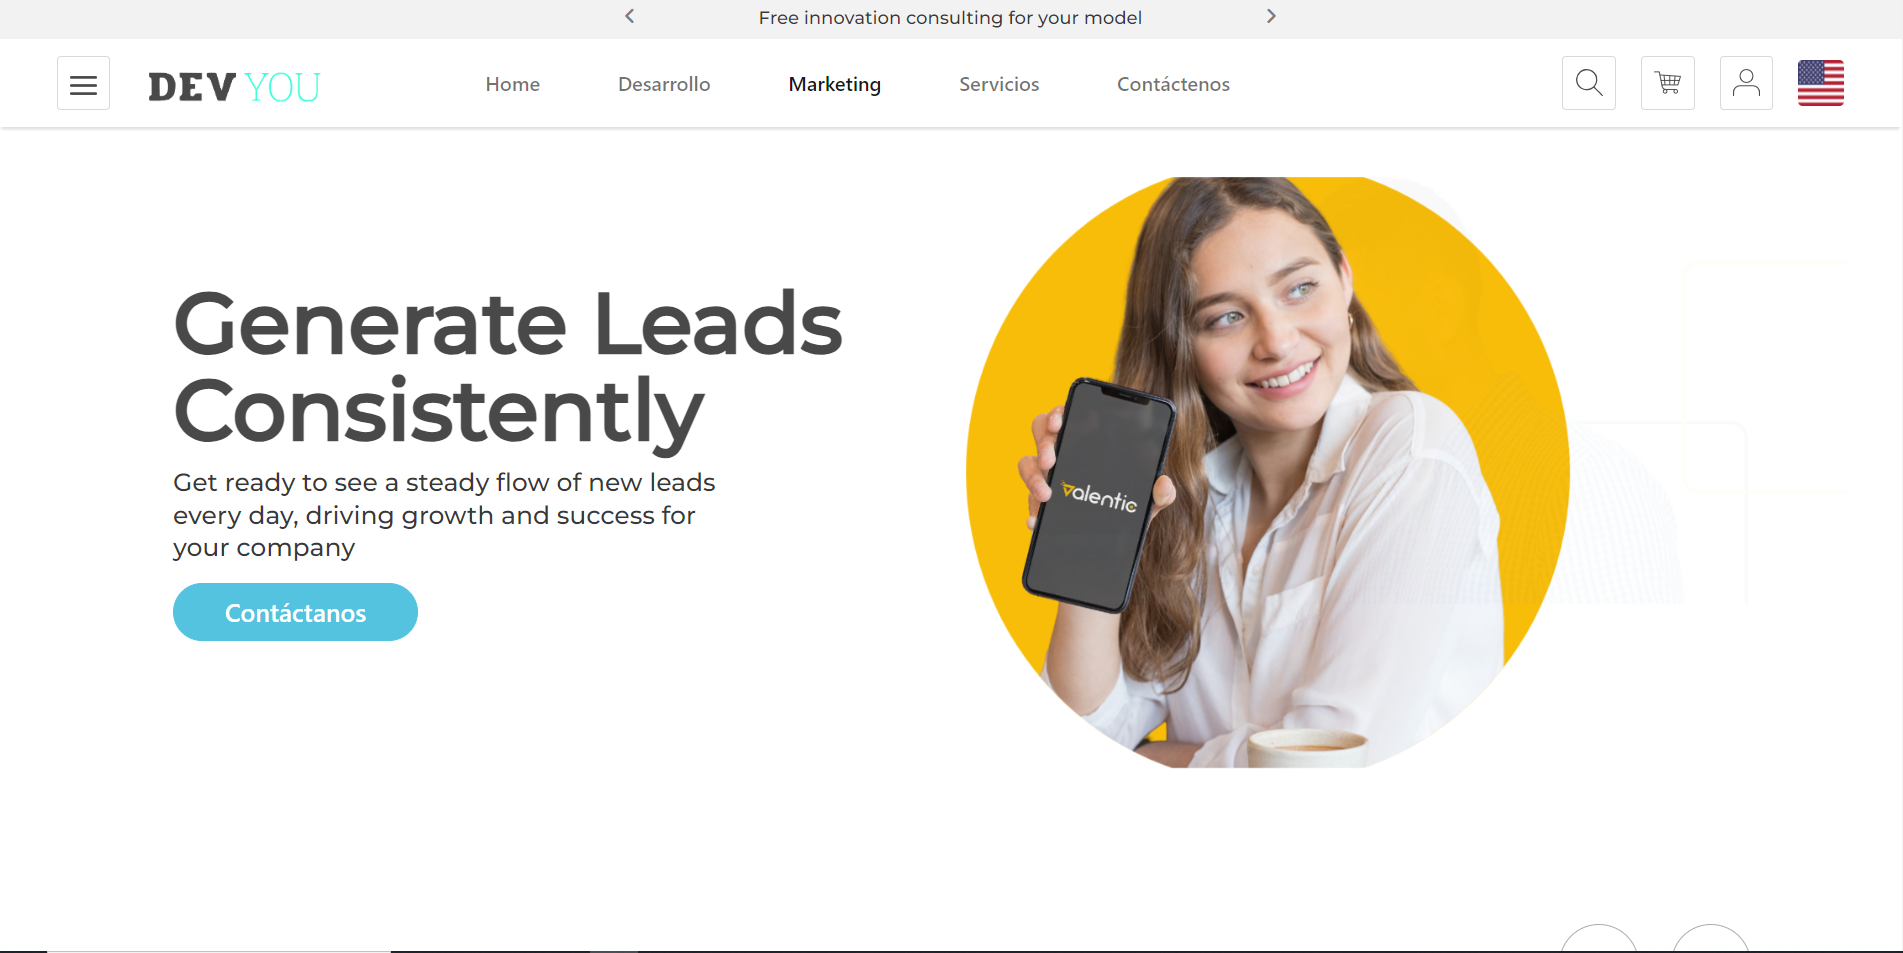 Free innovation consulting for your model
DEV YOU
Home
Desarrollo
Marketing
Servicios
Contáctenos
Generate Leads
Consistently
Get ready to see a steady flow of new leads
every day, driving growth and success for
your company
Contáctanos
valentic